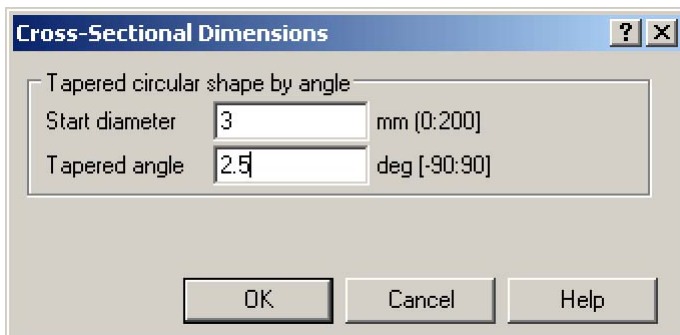 Cross-Sectional Dimensions ? X
Tapered circular shape by angle
Start diameter 3 mm (0:200]
Tapered angle 2.5 deg [-90:90]
OK Cancel Help